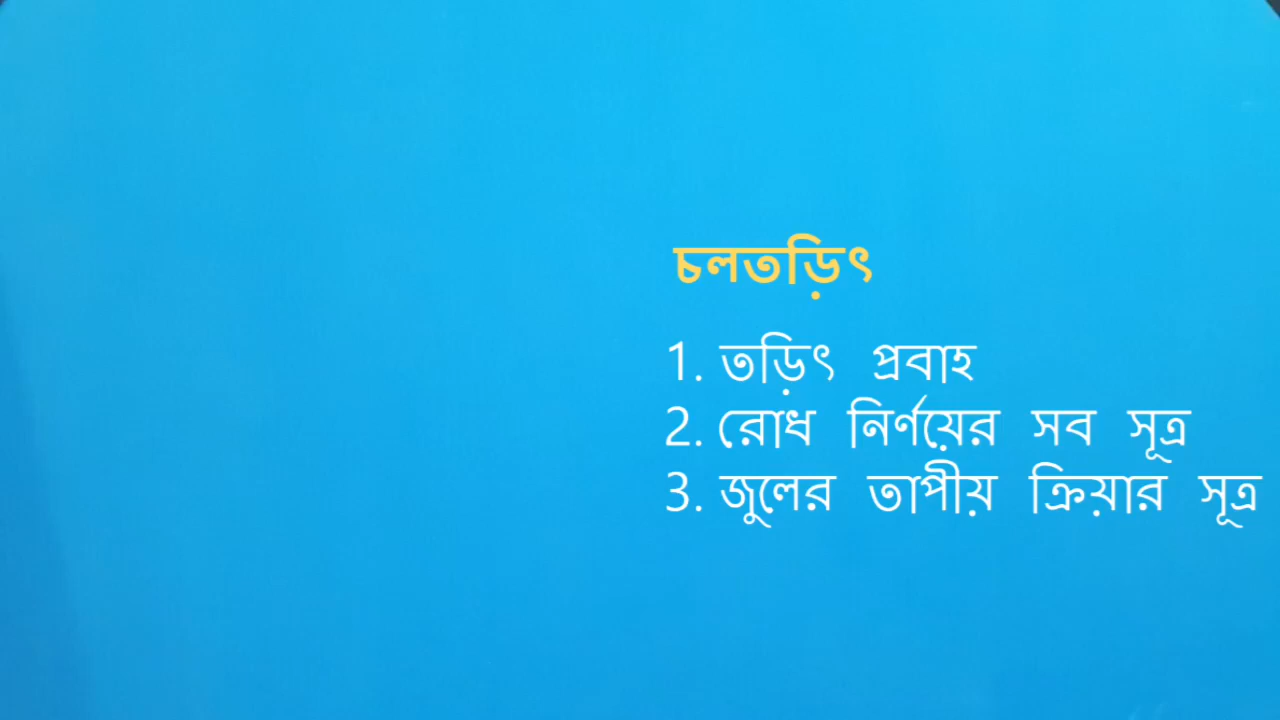 চলতড়িৎ
1. তড়িৎ প্রবাহ
2. রোধ নির্ণয়ের সব সূত্র
3. জুলের তাপীয় ক্রিয়ার সূত্র